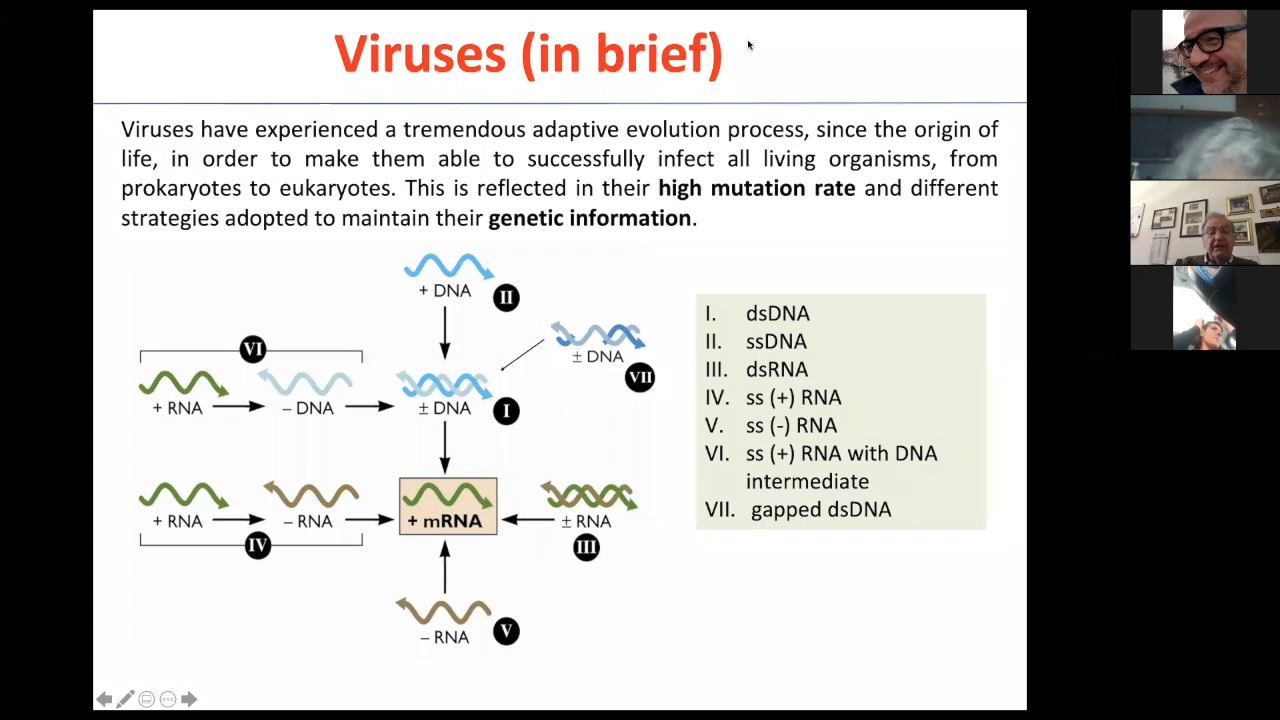 Viruses (in brief)
Viruses have experienced a tremendous adaptive evolution process, since the origin of
life, in order to make them able to successfully infect all living organisms, from
prokaryotes to eukaryotes. This is reflected in their high mutation rate and different
strategies adopted to maintain their genetic information.
+ DNA
II
± DNA
VII
VI
+ RNA
– DNA
± DNA
I
+ RNA
– RNA
IV
+ mRNA
± RNA
III
– RNA
V
I. dsDNA
II. ssDNA
III. dsRNA
IV. ss (+) RNA
V. ss (-) RNA
VI. ss (+) RNA with DNA
intermediate
VII. gapped dsDNA